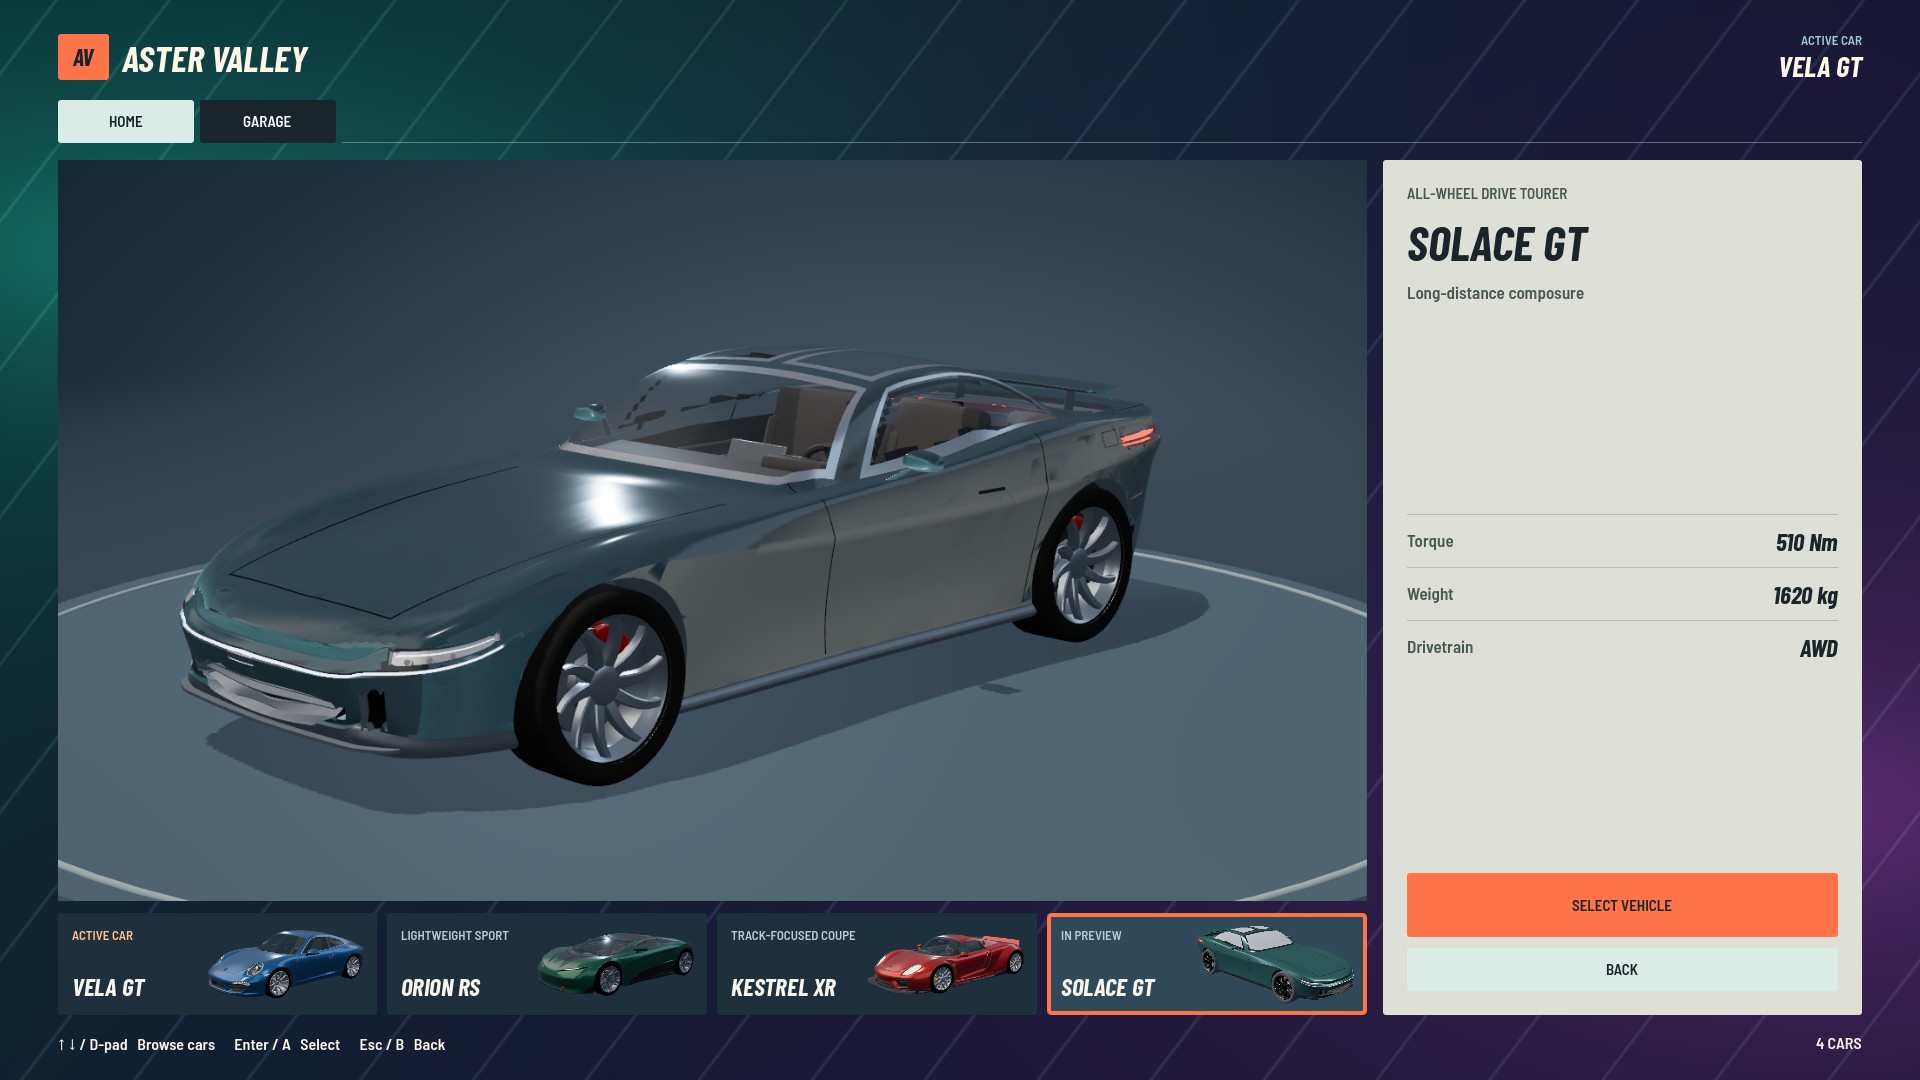 AV ASTER VALLEY
ACTIVE CAR
VELA GT
HOME
GARAGE
ALL-WHEEL DRIVE TOURER
SOLACE GT
Long-distance composure
Torque 510 Nm
Weight 1620 kg
Drivetrain AWD
SELECT VEHICLE
BACK
ACTIVE CAR
VELA GT
LIGHTWEIGHT SPORT
ORION RS
TRACK-FOCUSED COUPE
KESTREL XR
IN PREVIEW
SOLACE GT
↑ ↓ / D-pad Browse cars Enter / A Select Esc / B Back
4 CARS